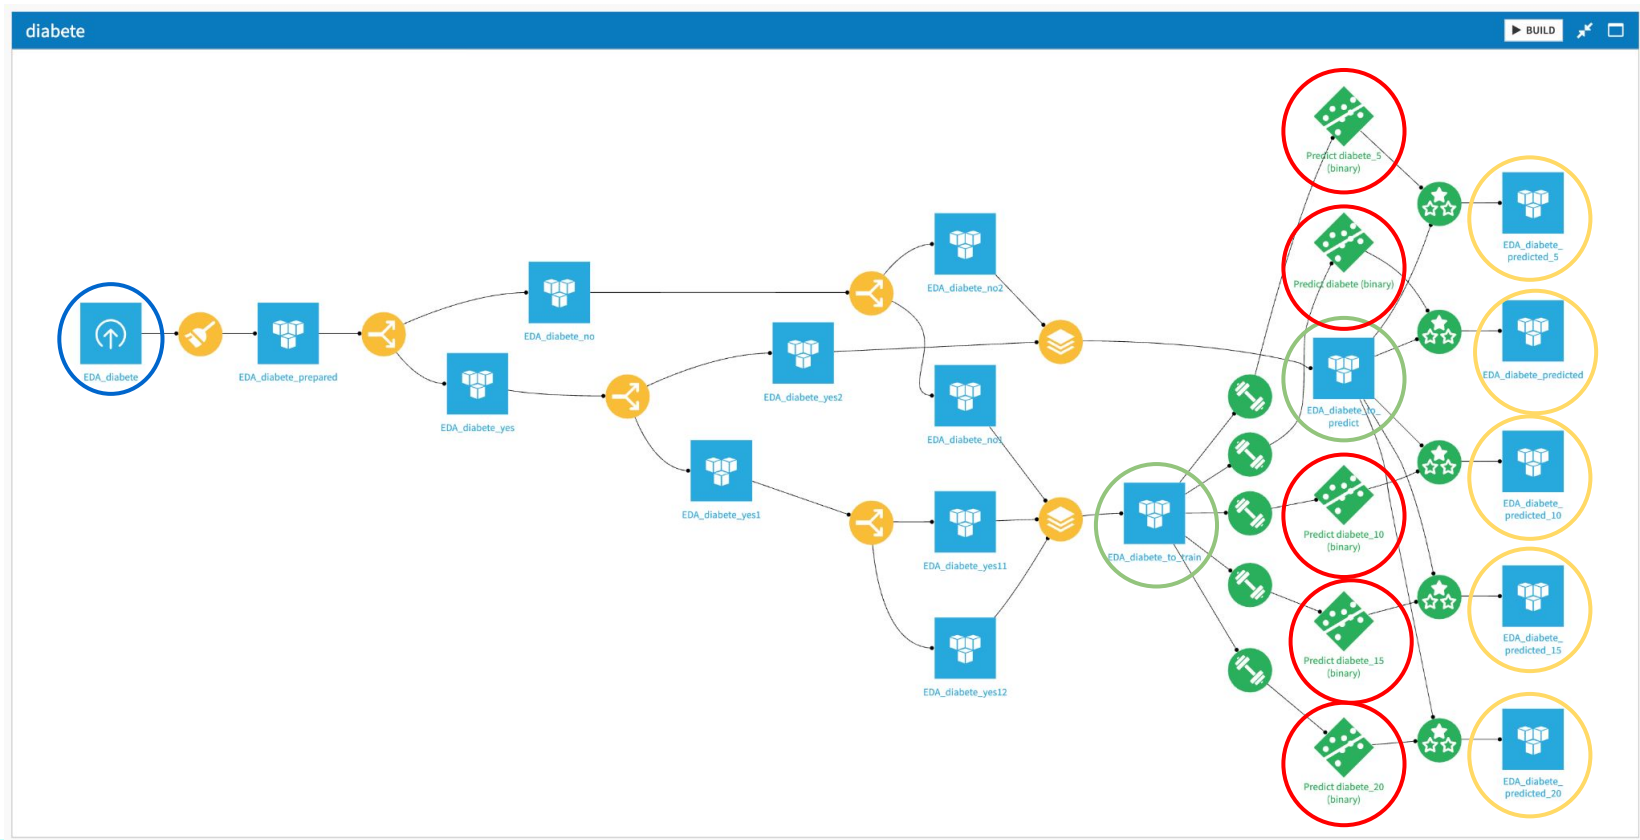 diabete
BUILD
Predict diabete_5
(binary)
EDA_diabete_
predicted_5
Predict diabete (binary)
EDA_diabete_no2
EDA_diabete_no
EDA_diabete
EDA_diabete_prepared
EDA_diabete_predicted
EDA_diabete_yes2
EDA_diabete_to_
predict
EDA_diabete_yes
EDA_diabete_no1
EDA_diabete_yes1
EDA_diabete_
predicted_10
Predict diabete_10
(binary)
EDA_diabete_to_train
EDA_diabete_yes11
EDA_diabete_
predicted_15
Predict diabete_15
(binary)
EDA_diabete_yes12
EDA_diabete_
predicted_20
Predict diabete_20
(binary)